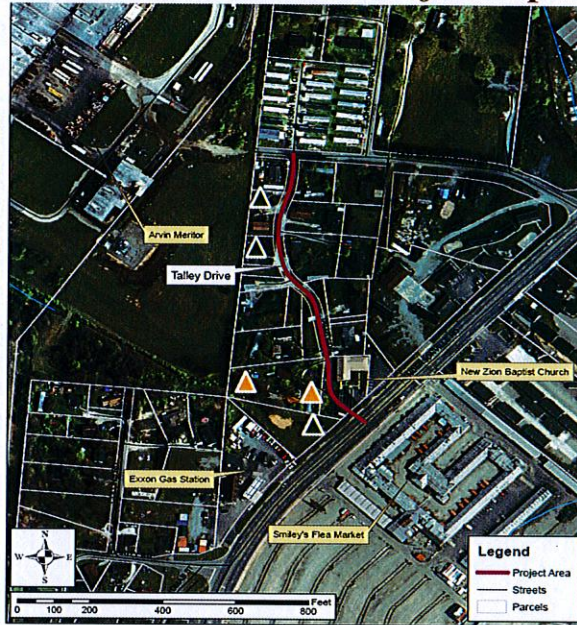 Arvin Meritor
Talley Drive
New Zion Baptist Church
Exxon Gas Station
Smiley's Flea Market
N
W E
S
Feet
0 100 200 400 600 800
Legend
Project Area
Streets
Parcels